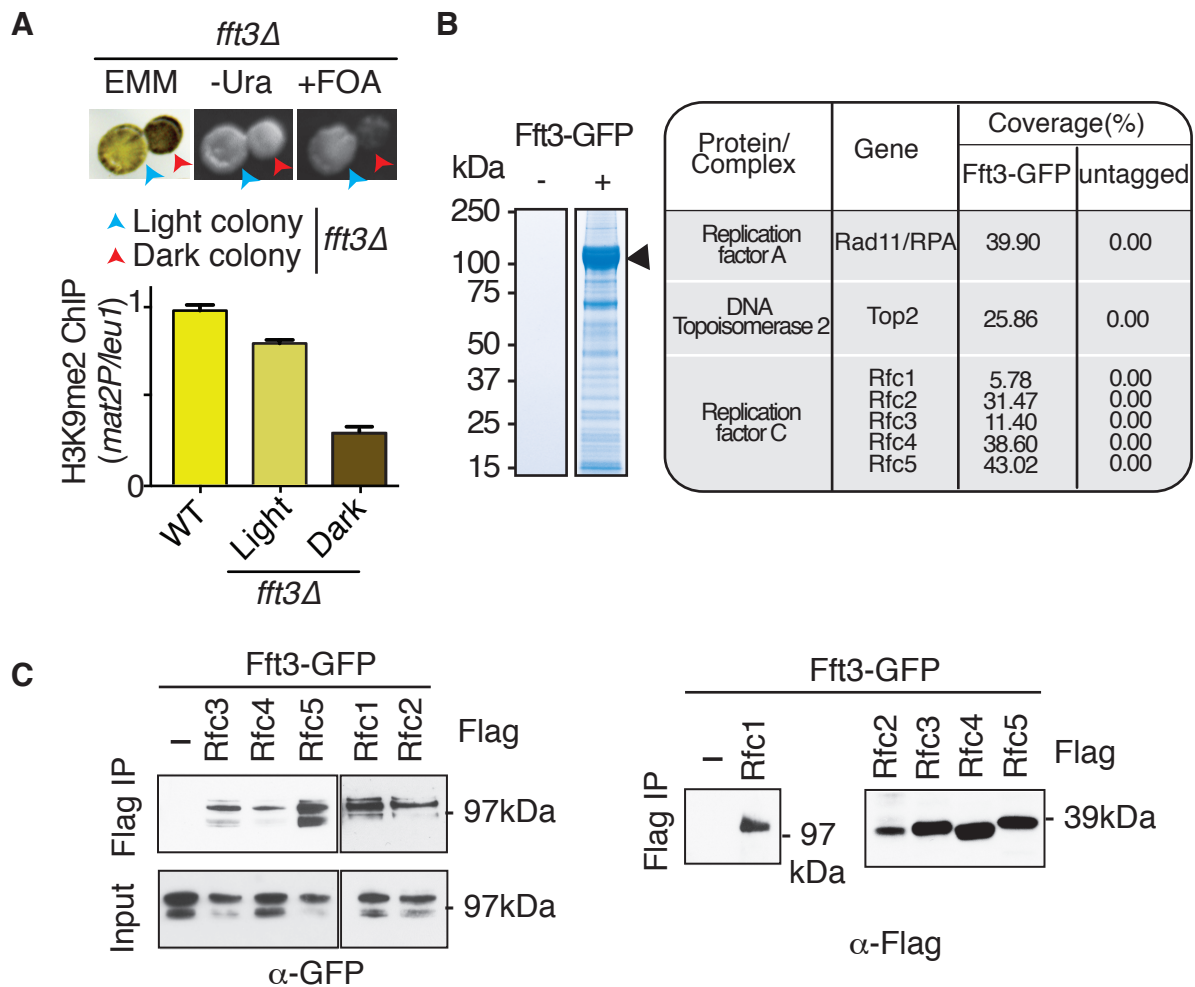 A
fft3Δ
EMM -Ura +FOA
Light colony
Dark colony
fft3Δ
H3K9me2 ChIP
(mat2P/leu1)
1
0
WT
Light
Dark
fft3Δ
B
Fft3-GFP
kDa - +
250
100
75
50
37
25
15
Protein/
Complex
Gene
Coverage(%)
Fft3-GFP untagged
Replication
factor A
Rad11/RPA 39.90 0.00
DNA
Topoisomerase 2
Top2 25.86 0.00
Replication
factor C
Rfc1 5.78 0.00
Rfc2 31.47 0.00
Rfc3 11.40 0.00
Rfc4 38.60 0.00
Rfc5 43.02 0.00
C
Fft3-GFP
– Rfc3 Rfc4 Rfc5 Rfc1 Rfc2 Flag
Flag IP
- 97kDa
Input
- 97kDa
α-GFP
Fft3-GFP
– Rfc1 Rfc2 Rfc3 Rfc4 Rfc5 Flag
Flag IP
- 97
kDa
- 39kDa
α-Flag